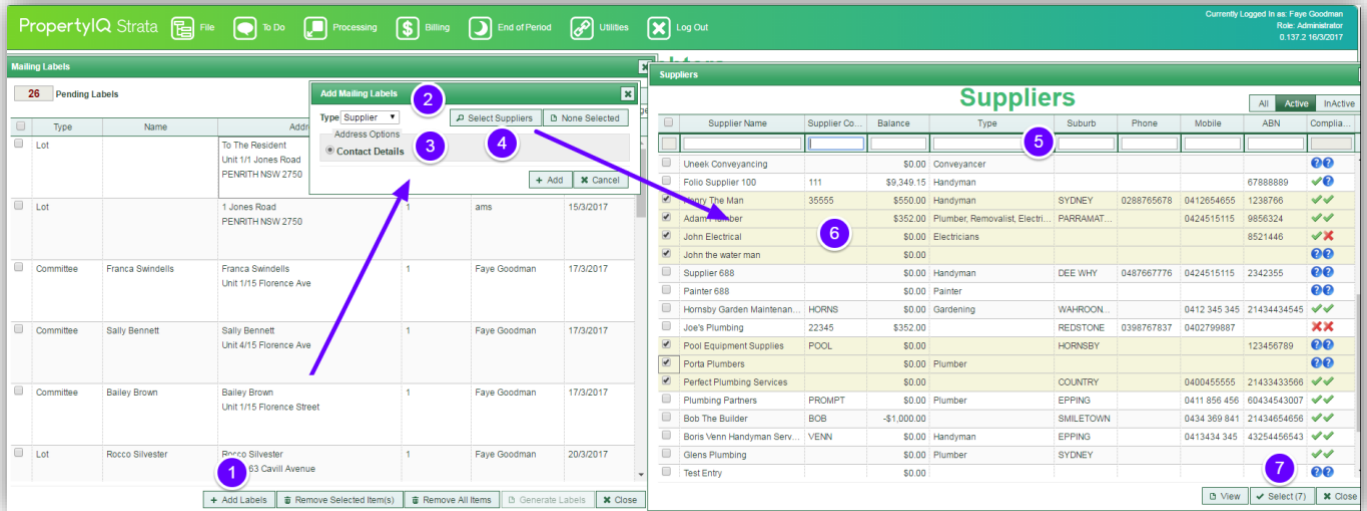 PropertyIQ Strata File To Do Processing Billing End of Period Utilities Log Out
Currently Logged In as: Faye Goodman
Role: Administrator
0.137.2 16/3/2017
Mailing Labels
26 Pending Labels
Type Name
Lot To The Resident
Unit 1/1 Jones Road
PENRITH NSW 2750
Lot 1 Jones Road 1 ams 15/3/2017
PENRITH NSW 2750
Committee Franca Swindells Franca Swindells 1 Faye Goodman 17/3/2017
Unit 1/15 Florence Ave
Committee Sally Bennett Sally Bennett 1 Faye Goodman 17/3/2017
Unit 4/15 Florence Ave
Committee Bailey Brown Bailey Brown 1 Faye Goodman 17/3/2017
Unit 1/15 Florence Street
Lot Rocco Silvester Rocco Silvester 1 Faye Goodman 20/3/2017
63 Cavill Avenue
1
+ Add Labels Remove Selected Item(s) Remove All Items Generate Labels Close
Add Mailing Labels 2
Type Supplier Select Suppliers None Selected
Address Options
Contact Details 3 4
+ Add Cancel
Suppliers
Suppliers
All Active InActive
Supplier Name Supplier Co... Balance Type Suburb Phone Mobile ABN Complia...
5
Uneek Conveyancing $0.00 Conveyancer
Folio Supplier 100 111 $9,349.15 Handyman 67888889
Henry The Man 35555 $550.00 Handyman SYDNEY 0288765678 0412654655 1238766
Adam Plumber $352.00 Plumber, Removalist, Electri... PARRAMAT... 0424515115 9856324
John Electrical 6 $0.00 Electricians 8521446
John the water man $0.00
Supplier 688 $0.00 Handyman DEE WHY 0487667776 0424515115 2342355
Painter 688 $0.00 Painter
Hornsby Garden Maintenan... HORNS $0.00 Gardening WAHROON... 0412 345 345 21434434545
Joe's Plumbing 22345 $352.00 REDSTONE 0398767837 0402799887
Pool Equipment Supplies POOL $0.00 HORNSBY 123456789
Porta Plumbers $0.00 Plumber
Perfect Plumbing Services $0.00 COUNTRY 0400455555 21433433566
Plumbing Partners PROMPT $0.00 Plumber EPPING 0411 856 456 60434543007
Bob The Builder BOB -$1,000.00 SMILETOWN 0434 369 841 21434654656
Boris Venn Handyman Serv... VENN $0.00 Handyman EPPING 0413434 345 43254456543
Glens Plumbing $0.00 Plumber SYDNEY
Test Entry $0.00
7
View Select (7) Close